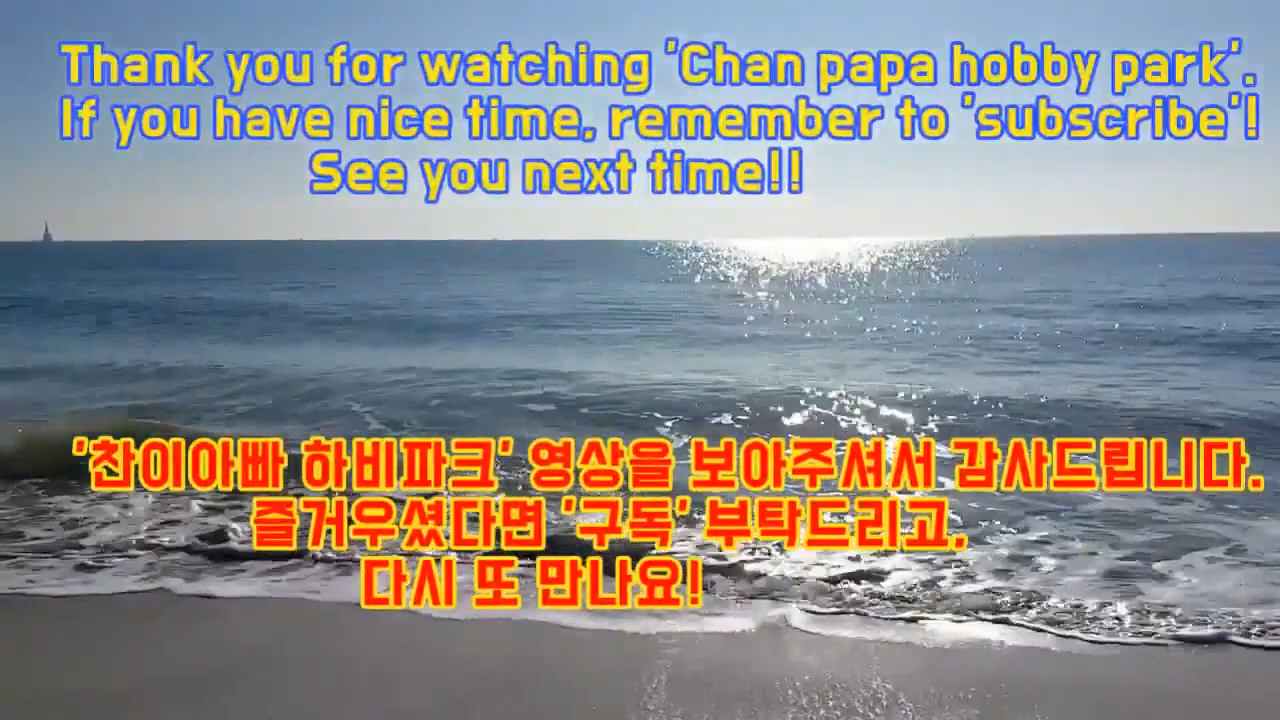 Thank you for watching 'Chan papa hobby park'.
If you have nice time, remember to 'subscribe'!
See you next time!!
'찬이아빠 하비파크' 영상을 보아주셔서 감사드립니다.
즐거우셨다면 '구독' 부탁드리고,
다시 또 만나요!